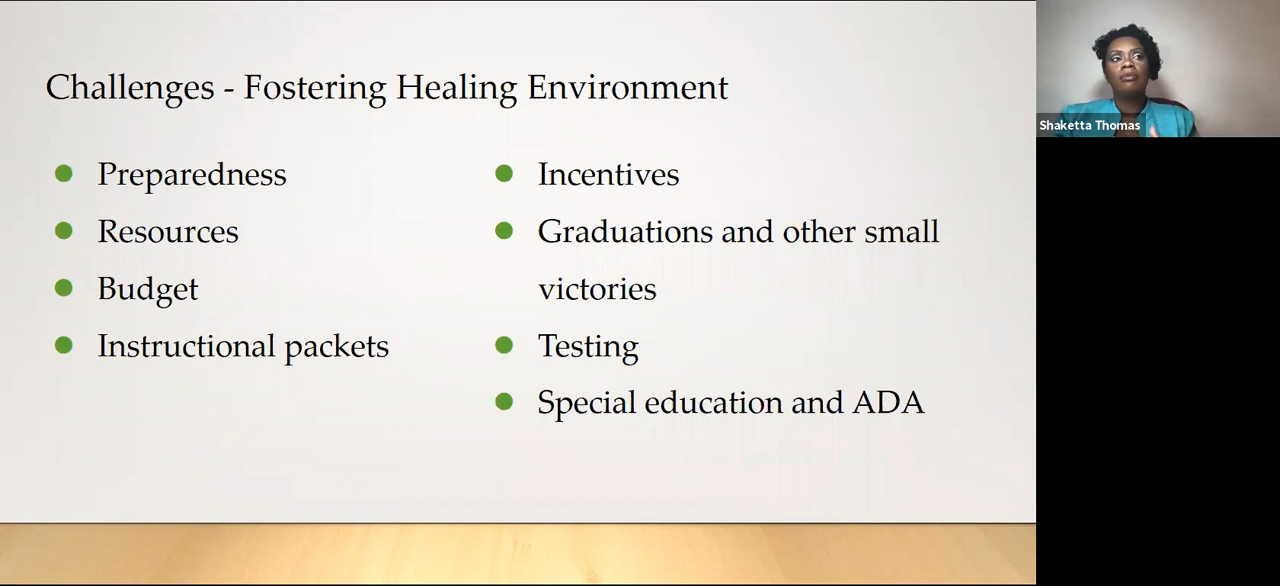 Challenges - Fostering Healing Environment
Preparedness
Resources
Budget
Instructional packets
Incentives
Graduations and other small
victories
Testing
Special education and ADA
Shaketta Thomas